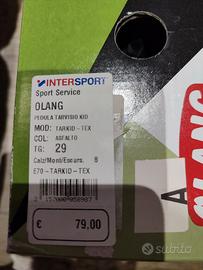 INTERSPORT
Sport Service
OLANG
PEDULA TARVISIO KID
MOD: TARKID-TEX
COL: ASFALTO
TG: 29
Calz/Mont/Escurs. B
E70-TARKID-TEX
€ 79,00
A
OLANG
subito